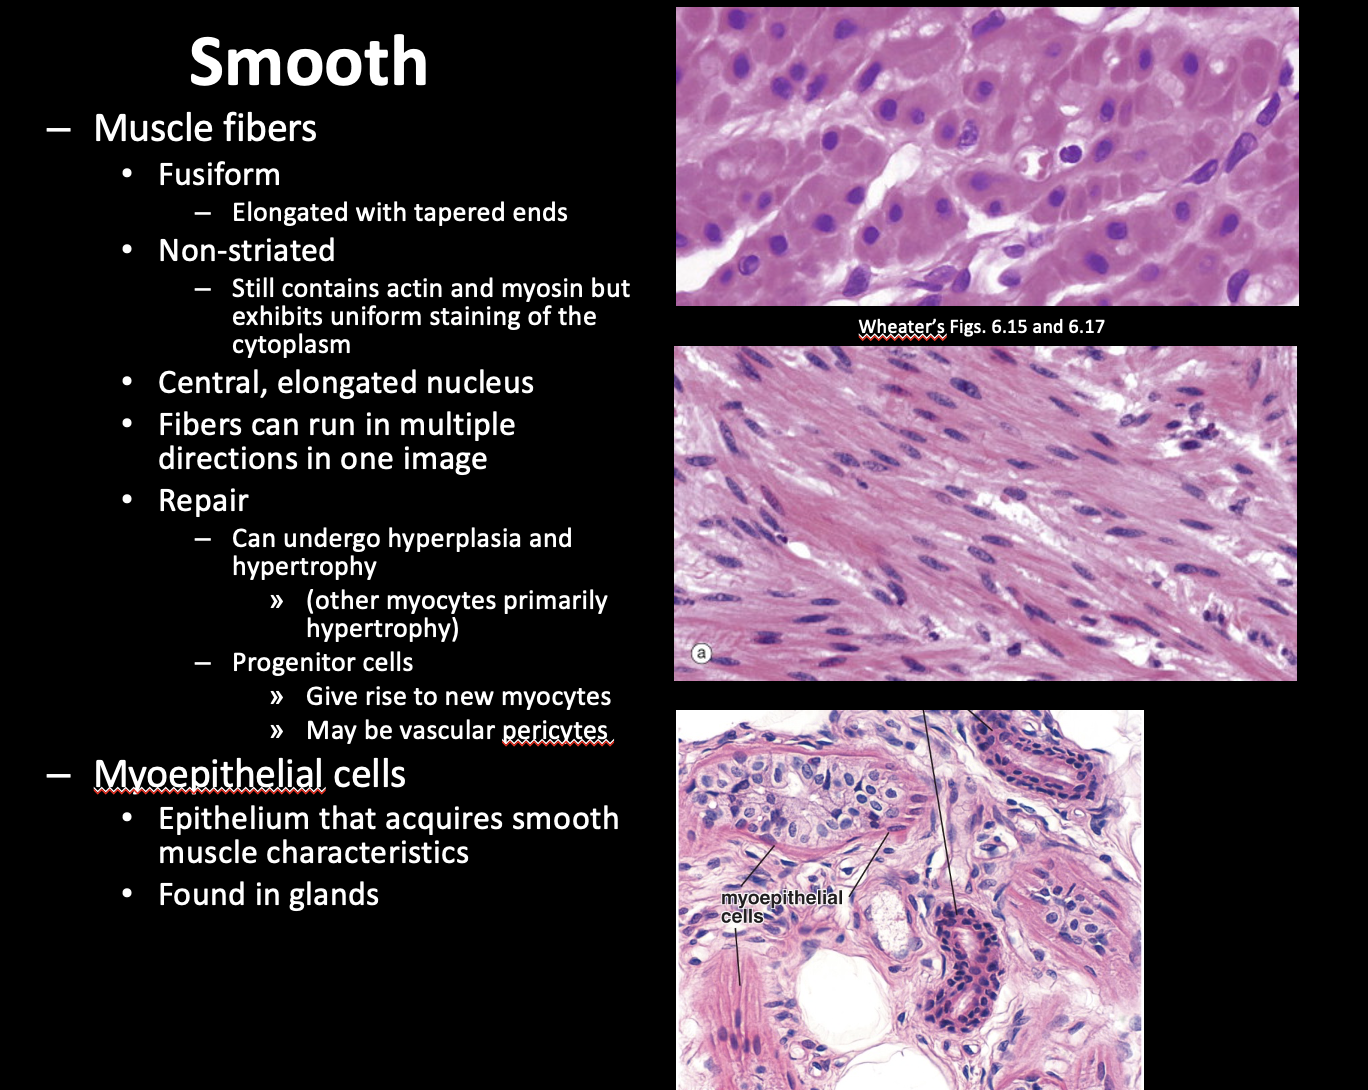 Smooth
– Muscle fibers
• Fusiform
– Elongated with tapered ends
• Non-striated
– Still contains actin and myosin but
exhibits uniform staining of the
cytoplasm
• Central, elongated nucleus
• Fibers can run in multiple
directions in one image
• Repair
– Can undergo hyperplasia and
hypertrophy
» (other myocytes primarily
hypertrophy)
– Progenitor cells
» Give rise to new myocytes
» May be vascular pericytes
– Myoepithelial cells
• Epithelium that acquires smooth
muscle characteristics
• Found in glands
Wheater's Figs. 6.15 and 6.17
a
myoepithelial
cells